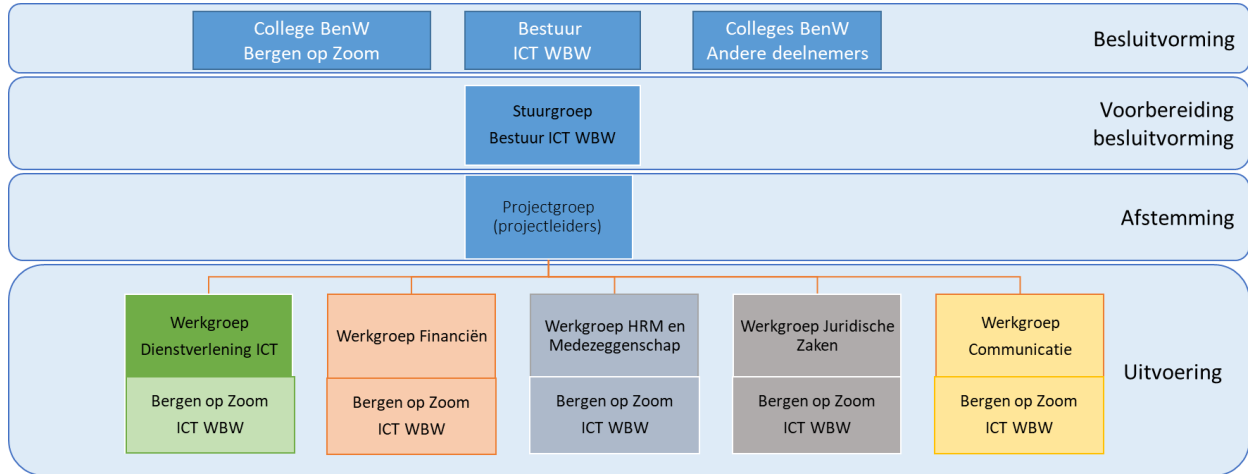 College BenW
Bergen op Zoom
Bestuur
ICT WBW
Colleges BenW
Andere deelnemers
Besluitvorming
Stuurgroep
Bestuur ICT WBW
Voorbereiding
besluitvorming
Projectgroep
(projectleiders)
Afstemming
Werkgroep
Dienstverlening ICT
Werkgroep Financiën
Werkgroep HRM en
Medezeggenschap
Werkgroep Juridische
Zaken
Werkgroep
Communicatie
Uitvoering
Bergen op Zoom
ICT WBW
Bergen op Zoom
ICT WBW
Bergen op Zoom
ICT WBW
Bergen op Zoom
ICT WBW
Bergen op Zoom
ICT WBW